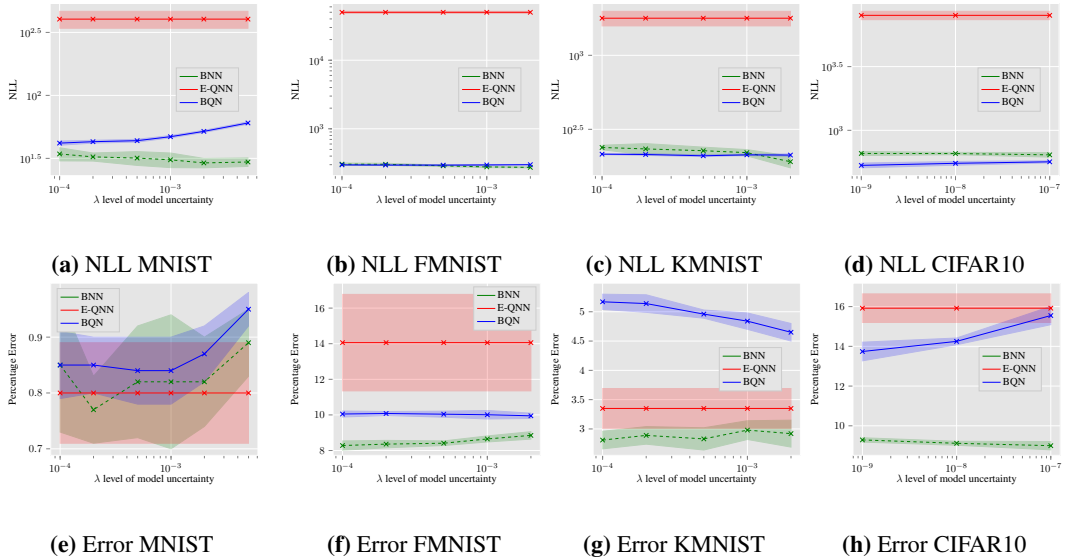 10^2.5
10^2
10^1.5
NLL
BNN
E-QNN
BQN
10^-4
10^-3
λ level of model uncertainty
(a) NLL MNIST
10^4
10^3
NLL
BNN
E-QNN
BQN
10^-4
10^-3
λ level of model uncertainty
(b) NLL FMNIST
10^3
10^2.5
NLL
BNN
E-QNN
BQN
10^-4
10^-3
λ level of model uncertainty
(c) NLL KMNIST
10^3.5
10^3
NLL
BNN
E-QNN
BQN
10^-9
10^-8
10^-7
λ level of model uncertainty
(d) NLL CIFAR10
0.9
0.8
0.7
Percentage Error
BNN
E-QNN
BQN
10^-4
10^-3
λ level of model uncertainty
(e) Error MNIST
16
14
12
10
8
Percentage Error
BNN
E-QNN
BQN
10^-4
10^-3
λ level of model uncertainty
(f) Error FMNIST
5
4
3.5
3
Percentage Error
BNN
E-QNN
BQN
10^-4
10^-3
λ level of model uncertainty
(g) Error KMNIST
16
14
12
10
Percentage Error
BNN
E-QNN
BQN
10^-9
10^-8
10^-7
λ level of model uncertainty
(h) Error CIFAR10